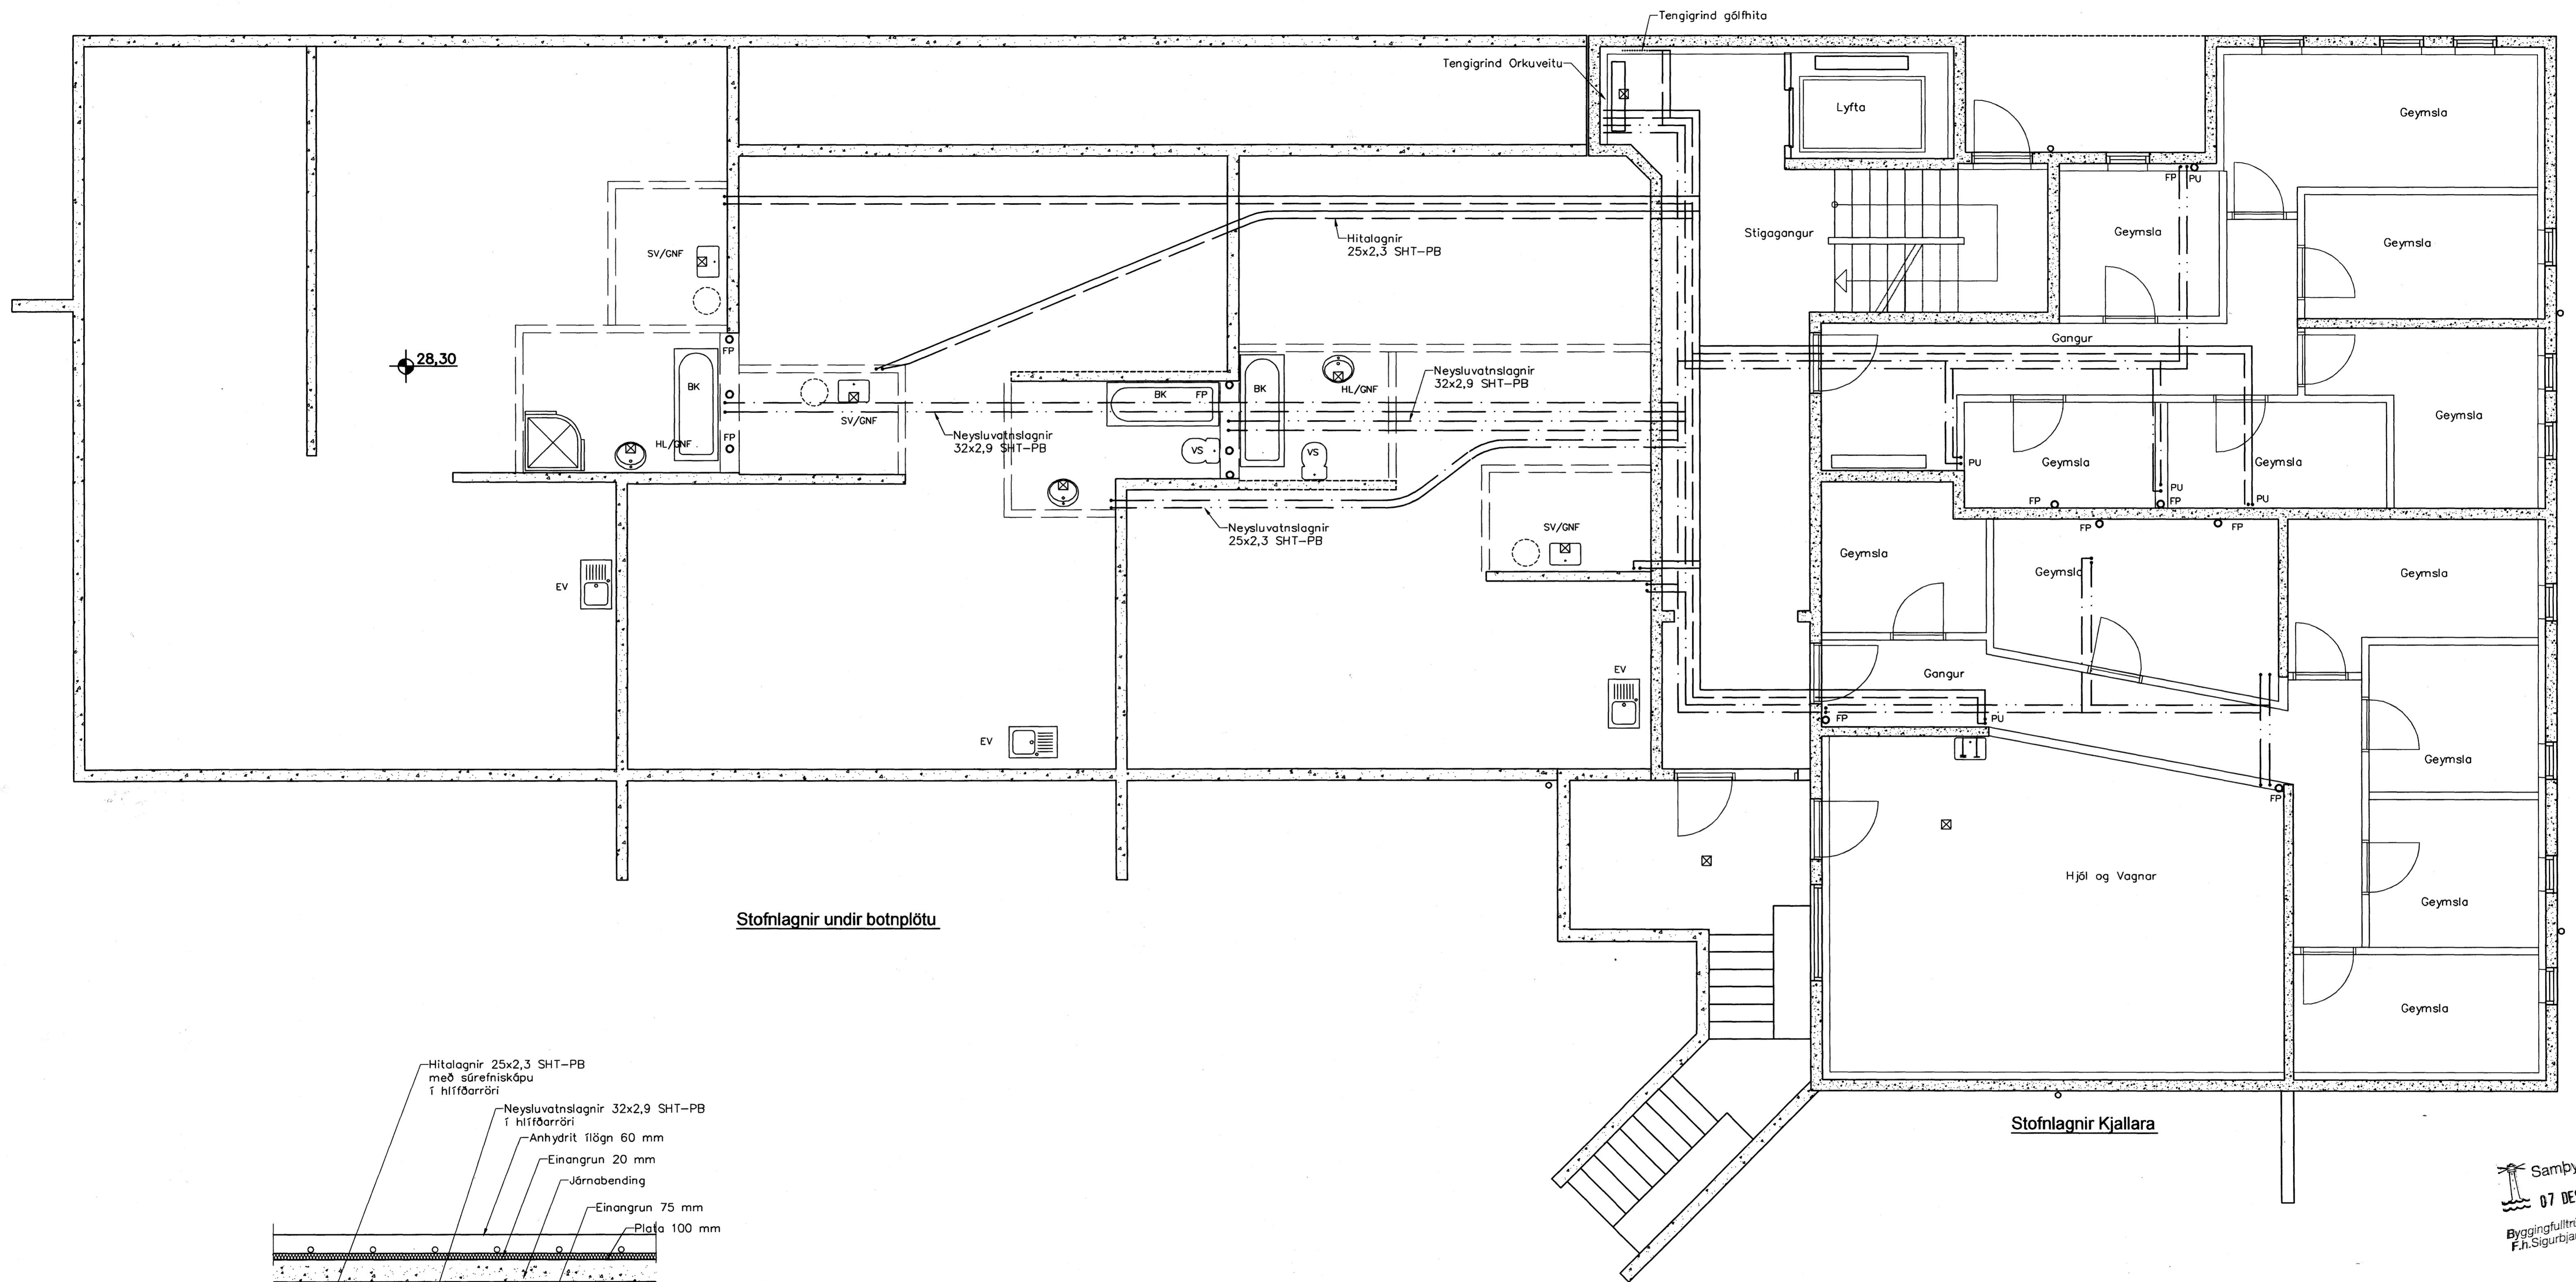 Tengigrind gólfhita
Tengigrind Orkuveitu
Lyfta
Geymsla
FP
PU
Stigagangur
Geymsla
Geymsla
SV/GNF
Hitalagnir
25x2,3 SHT-PB
Gangur
28,30
FP
BK
HL/GNF
FP
SV/GNF
BK
FP
BK
HL/GNF
Neysluvatnslagnir
32x2,9 SHT-PB
Neysluvatnslagnir
32x2,9 SHT-PB
VS
VS
Geymsla
PU
Geymsla
Geymsla
PU
FP
FP
PU
Neysluvatnslagnir
25x2,3 SHT-PB
SV/GNF
FP
FP
Geymsla
Geymsla
Geymsla
EV
EV
Gangur
EV
FP
PU
Geymsla
FP
Hjól og Vagnar
Geymsla
Stofnlagnir undir botnplötu
Geymsla
Stofnlagnir Kjallara
Hitalagnir 25x2,3 SHT-PB
með súrefniskápu
í hlífðarröri
Neysluvatnslagnir 32x2,9 SHT-PB
í hlífðarröri
Anhydrit ílögn 60 mm
Einangrun 20 mm
Járnabending
Einangrun 75 mm
Plata 100 mm
07
F.h.